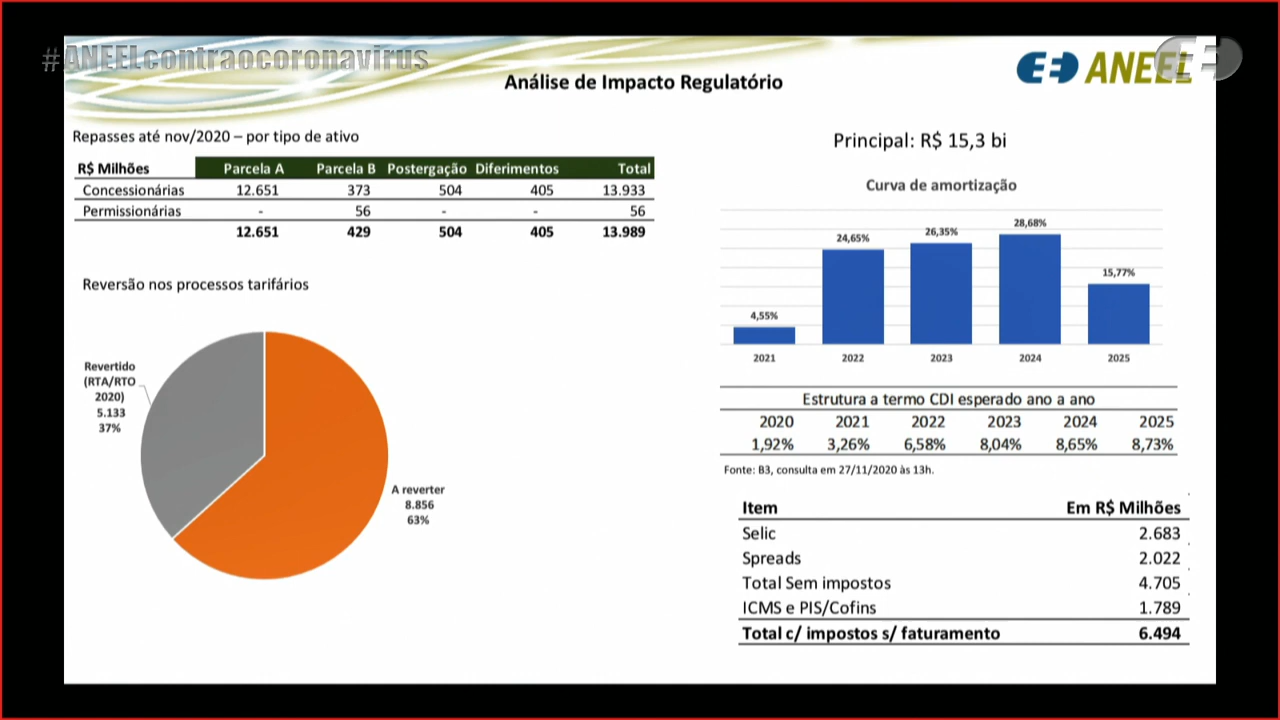 #ANEELcontraocoronavírus
ANEEL
Análise de Impacto Regulatório
Repasses até nov/2020 – por tipo de ativo
R$ Milhões Parcela A Parcela B Postergação Diferimentos Total
Concessionárias 12.651 373 504 405 13.933
Permissionárias - 56 - - 56
12.651 429 504 405 13.989
Reversão nos processos tarifários
Revertido
(RTA/RTO
2020)
5.133
37%
A reverter
8.856
63%
Principal: R$ 15,3 bi
Curva de amortização
4,55% 24,65% 26,35% 28,68% 15,77%
2021 2022 2023 2024 2025
Estrutura a termo CDI esperado ano a ano
2020 2021 2022 2023 2024 2025
1,92% 3,26% 6,58% 8,04% 8,65% 8,73%
Fonte: B3, consulta em 27/11/2020 às 13h.
Item Em R$ Milhões
Selic 2.683
Spreads 2.022
Total Sem impostos 4.705
ICMS e PIS/Cofins 1.789
Total c/ impostos s/ faturamento 6.494